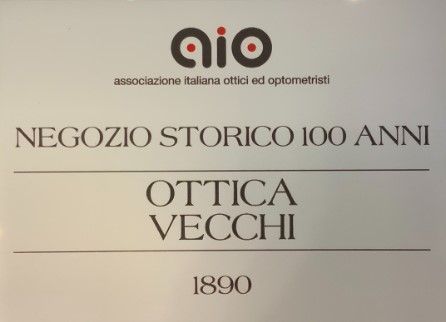 aio
associazione italiana ottici ed optometristi
NEGOZIO STORICO 100 ANNI
OTTICA
VECCHI
1890